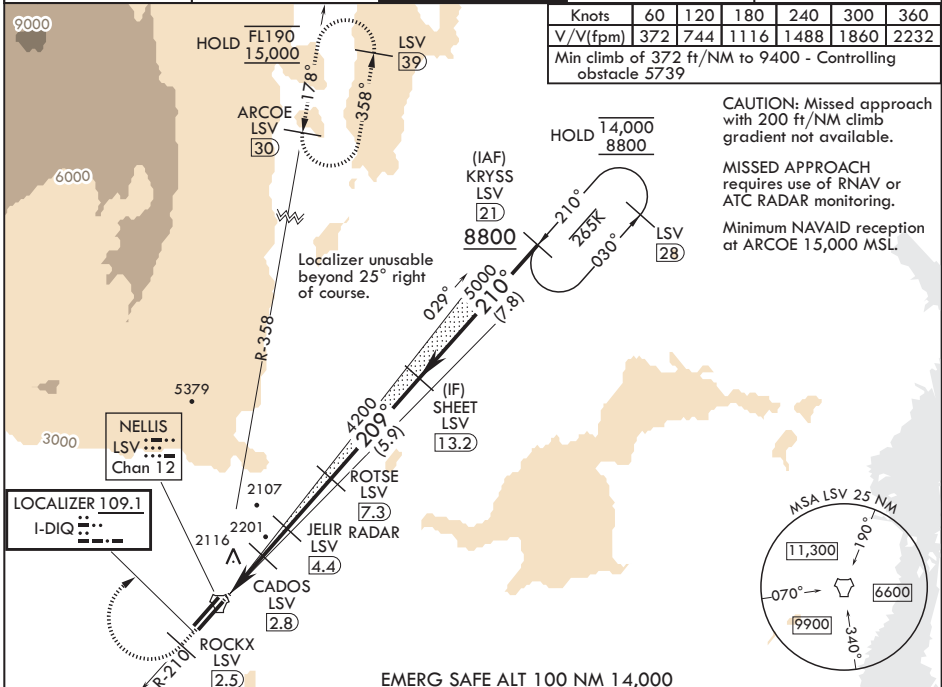 Knots 60 120 180 240 300 360
V/V(fpm) 372 744 1116 1488 1860 2232
Min climb of 372 ft/NM to 9400 - Controlling
obstacle 5739
CAUTION: Missed approach
with 200 ft/NM climb
gradient not available.
MISSED APPROACH
requires use of RNAV or
ATC RADAR monitoring.
Minimum NAVAID reception
at ARCOE 15,000 MSL.
9000
HOLD FL190
15,000
LSV
39
178°
358°
ARCOE
LSV
30
6000
HOLD 14,000
8800
(IAF)
KRYSS
LSV
21
8800
210°
265K
030°
LSV
28
Localizer unusable
beyond 25° right
of course.
029°
5000
210°
(7.8)
R-358
(IF)
SHEET
LSV
13.2
4200
209°
(5.9)
5379
3000
NELLIS
LSV
Chan 12
LOCALIZER 109.1
I-DIQ
2107
2201
2116
ROTSE
LSV
7.3
RADAR
JELIR
LSV
4.4
CADOS
LSV
2.8
ROCKX
LSV
2.5
R-210
MSA LSV 25 NM
190°
11,300
070°
6600
9900
340°
EMERG SAFE ALT 100 NM 14,000